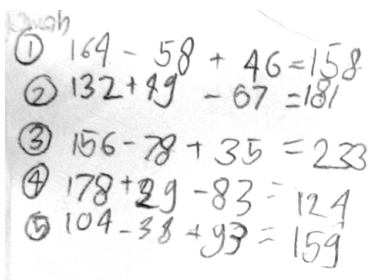 ① 164 - 58 + 46 = 158
② 132 + 49 - 67 = 181
③ 156 - 78 + 35 = 233
④ 178 + 29 - 83 = 124
⑤ 104 - 38 + 93 = 159